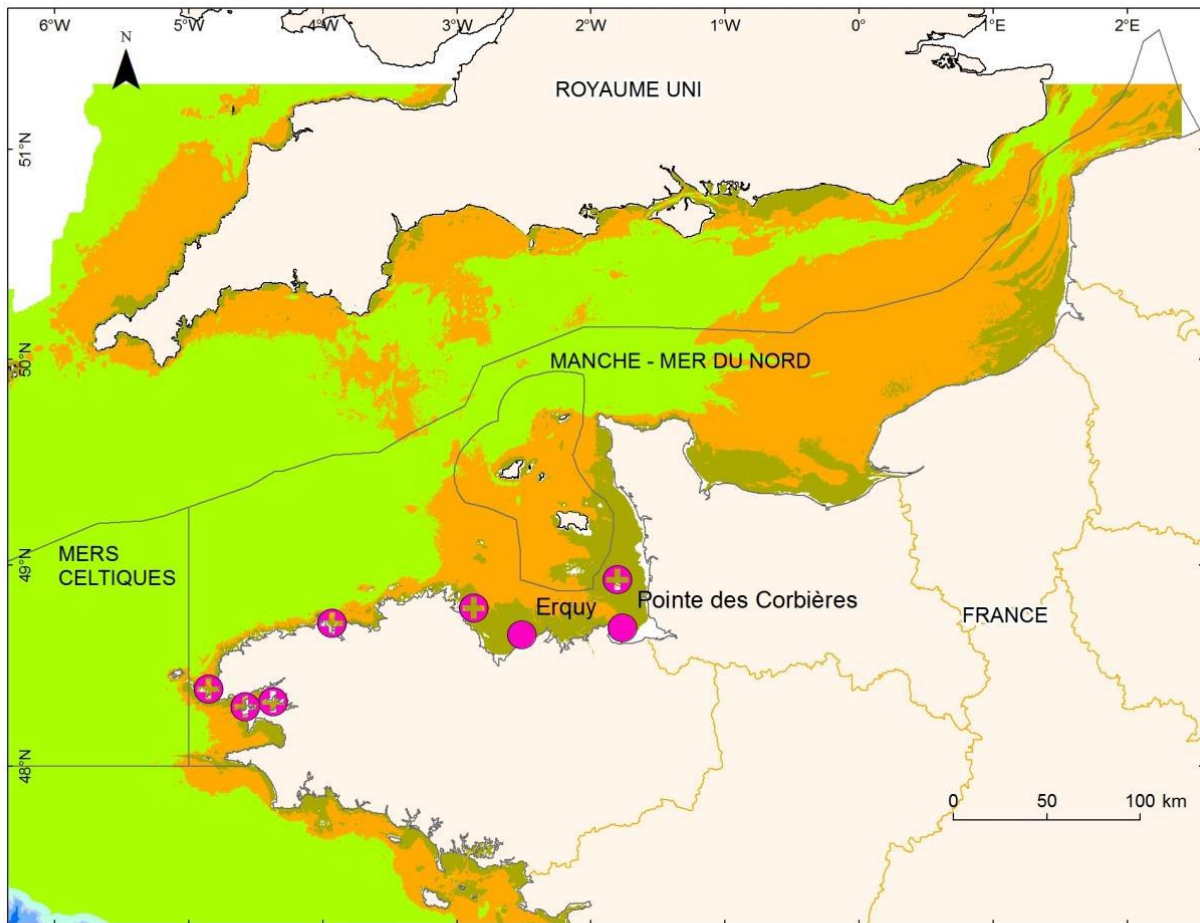 6°W 5°W 4°W 3°W 2°W 1°W 0° 1°E 2°E
N
ROYAUME UNI
51°N
50°N
MANCHE - MER DU NORD
49°N
MERS
CELTIQUES
Erquy
Pointe des Corbières
FRANCE
48°N
0 50 100 km